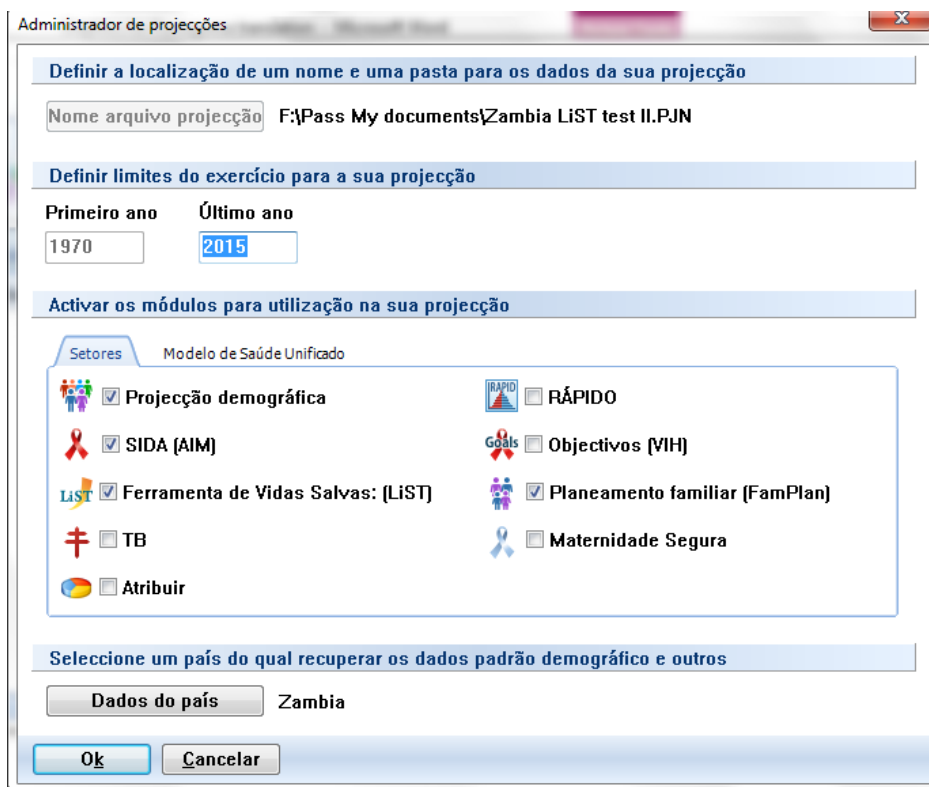 Administrador de projecções
Definir a localização de um nome e uma pasta para os dados da sua projecção
Nome arquivo projecção F:\Pass My documents\Zambia LiST test II.PJN
Definir limites do exercício para a sua projecção
Primeiro ano Último ano
1970 2015
Activar os módulos para utilização na sua projecção
Setores Modelo de Saúde Unificado
Projecção demográfica RAPID RÁPIDO
SIDA (AIM) Goals Objectivos (VIH)
LiST Ferramenta de Vidas Salvas: (LiST) Planeamento familiar (FamPlan)
TB Maternidade Segura
Atribuir
Seleccione um país do qual recuperar os dados padrão demográfico e outros
Dados do país Zambia
Ok Cancelar